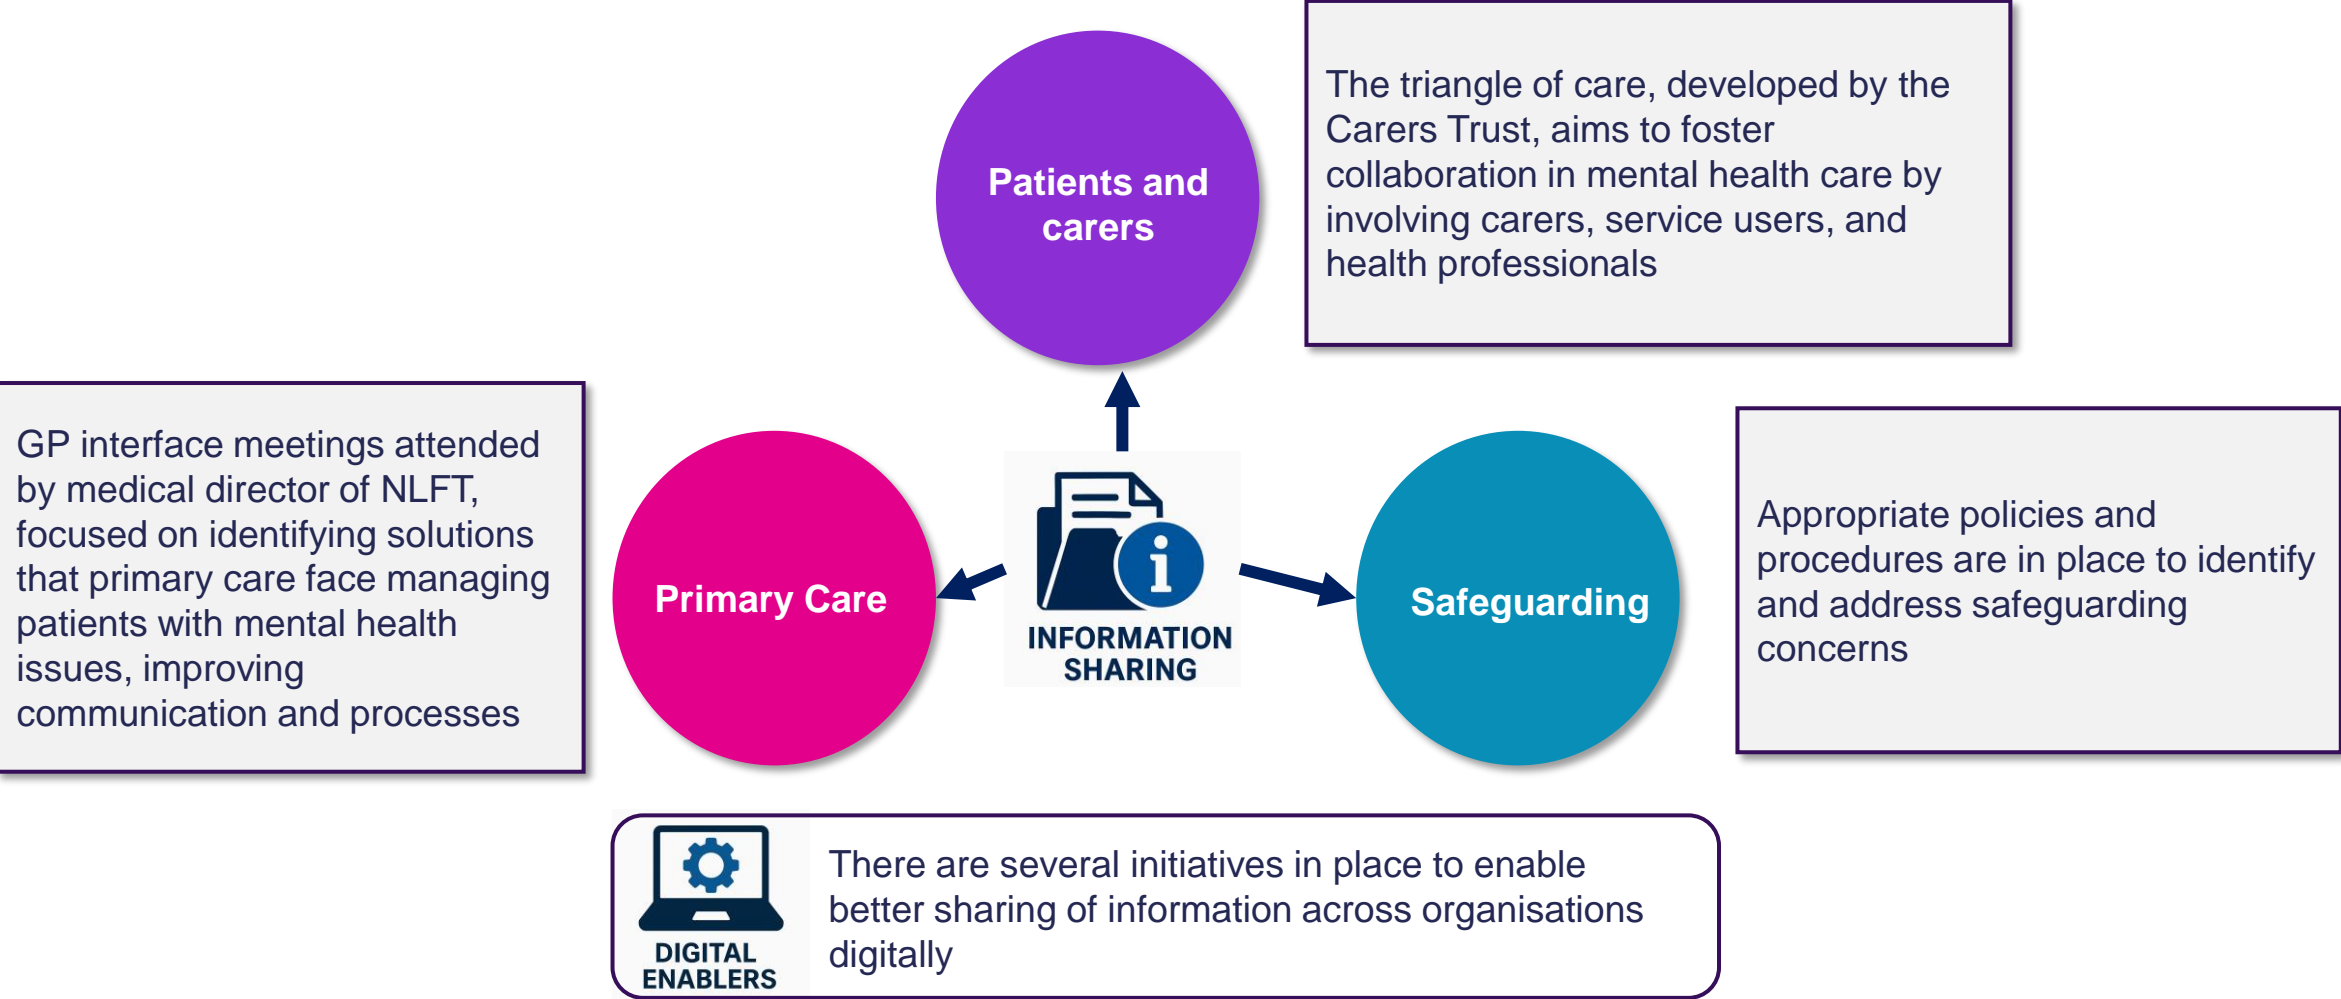 Patients and
carers
The triangle of care, developed by the
Carers Trust, aims to foster
collaboration in mental health care by
involving carers, service users, and
health professionals
GP interface meetings attended
by medical director of NLFT,
focused on identifying solutions
that primary care face managing
patients with mental health
issues, improving
communication and processes
Primary Care
INFORMATION
SHARING
Safeguarding
Appropriate policies and
procedures are in place to identify
and address safeguarding
concerns
DIGITAL
ENABLERS
There are several initiatives in place to enable
better sharing of information across organisations
digitally